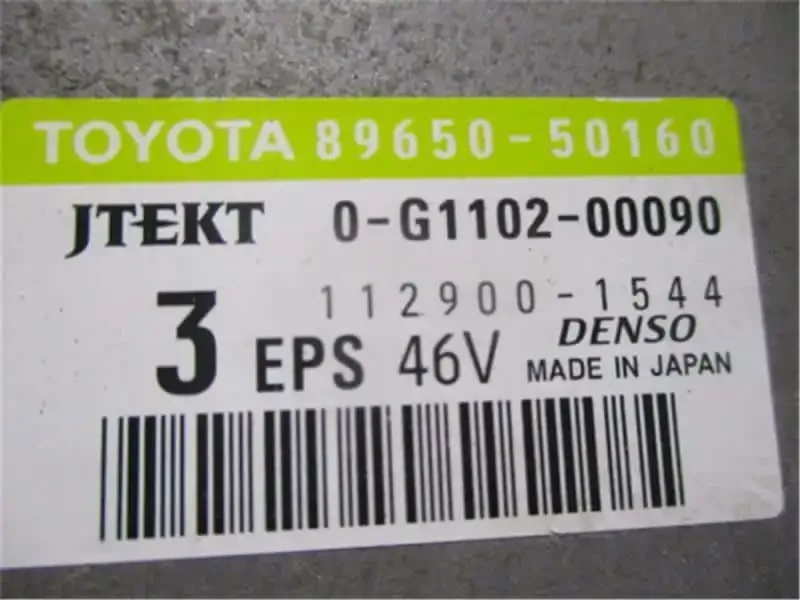 TOYOTA 89650-50160
JTEKT 0-G1102-00090
112900-1544
3 EPS 46V DENSO
MADE IN JAPAN